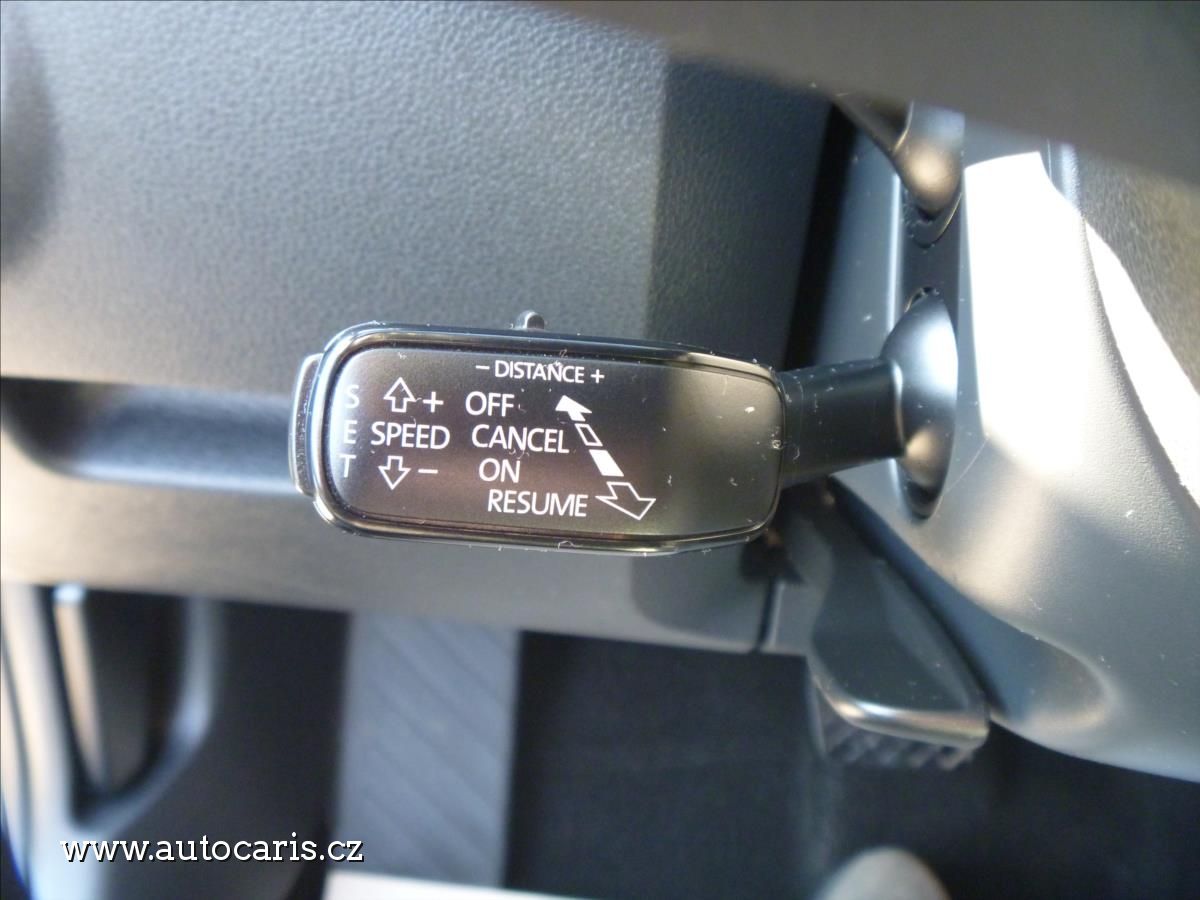 - DISTANCE +
S + OFF
E SPEED CANCEL
T - ON
RESUME
www.autocaris.cz